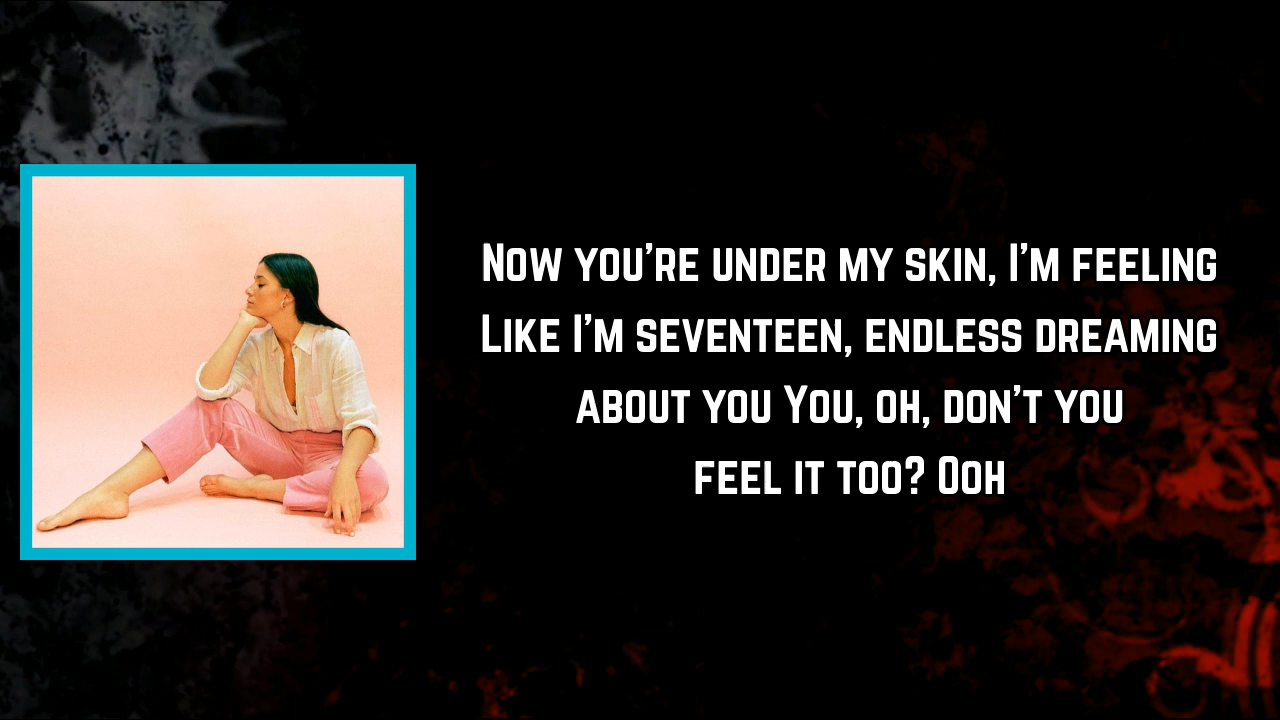 Now you're under my skin, I'm feeling
Like I'm seventeen, endless dreaming
about you You, oh, don't you
feel it too? Ooh